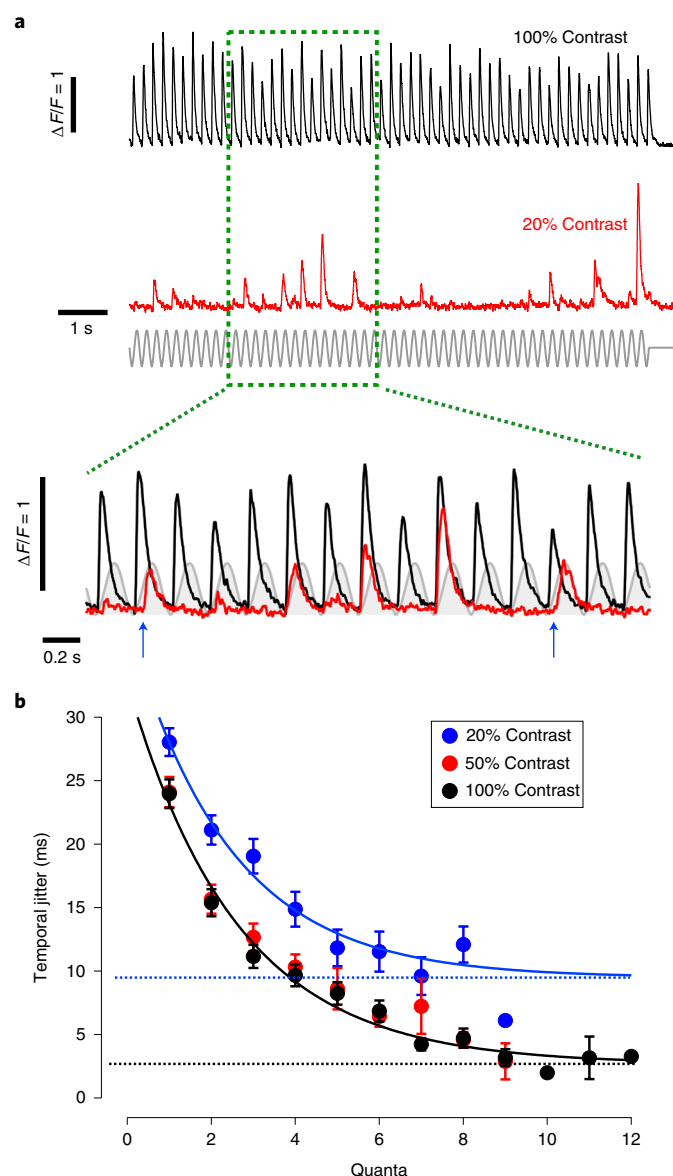 a
100% Contrast
ΔF/F = 1
20% Contrast
1 s
ΔF/F = 1
0.2 s
b
30
25
20
15
10
5
0
Temporal jitter (ms)
20% Contrast
50% Contrast
100% Contrast
0 2 4 6 8 10 12
Quanta